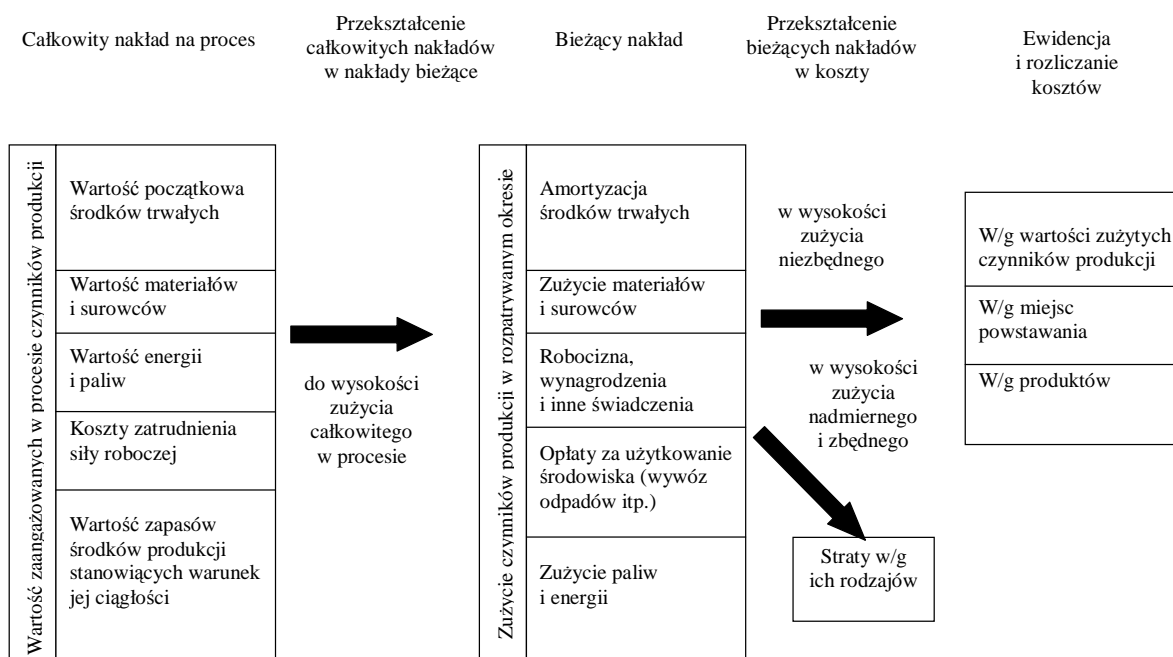 Całkowity nakład na proces
Przekształcenie
całkowitych nakładów
w nakłady bieżące
Bieżący nakład
Przekształcenie
bieżących nakładów
w koszty
Ewidencja
i rozliczanie
kosztów
Wartość zaangażowanych w procesie czynników produkcji
Wartość początkowa
środków trwałych
Wartość materiałów
i surowców
Wartość energii
i paliw
Koszty zatrudnienia
siły roboczej
Wartość zapasów
środków produkcji
stanowiących warunek
jej ciągłości
do wysokości
zużycia
całkowitego
w procesie
Zużycie czynników produkcji w rozpatrywanym okresie
Amortyzacja
środków trwałych
Zużycie materiałów
i surowców
Robocizna,
wynagrodzenia
i inne świadczenia
Opłaty za użytkowanie
środowiska (wywóz
odpadów itp.)
Zużycie paliw
i energii
w wysokości
zużycia
niezbędnego
w wysokości
zużycia
nadmiernego
i zbędnego
Straty w/g
ich rodzajów
W/g wartości zużytych
czynników produkcji
W/g miejsc
powstawania
W/g produktów